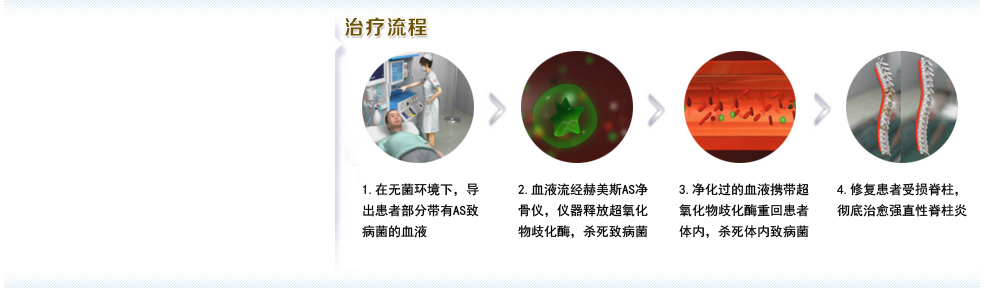 治疗流程
1.在无菌环境下，导
出患者部分带有AS致
病菌的血液
2.血液流经赫美斯AS净
骨仪，仪器释放超氧化
物歧化酶，杀死致病菌
3.净化过的血液携带超
氧化物歧化酶重回患者
体内，杀死体内致病菌
4.修复患者受损脊柱，
彻底治愈强直性脊柱炎